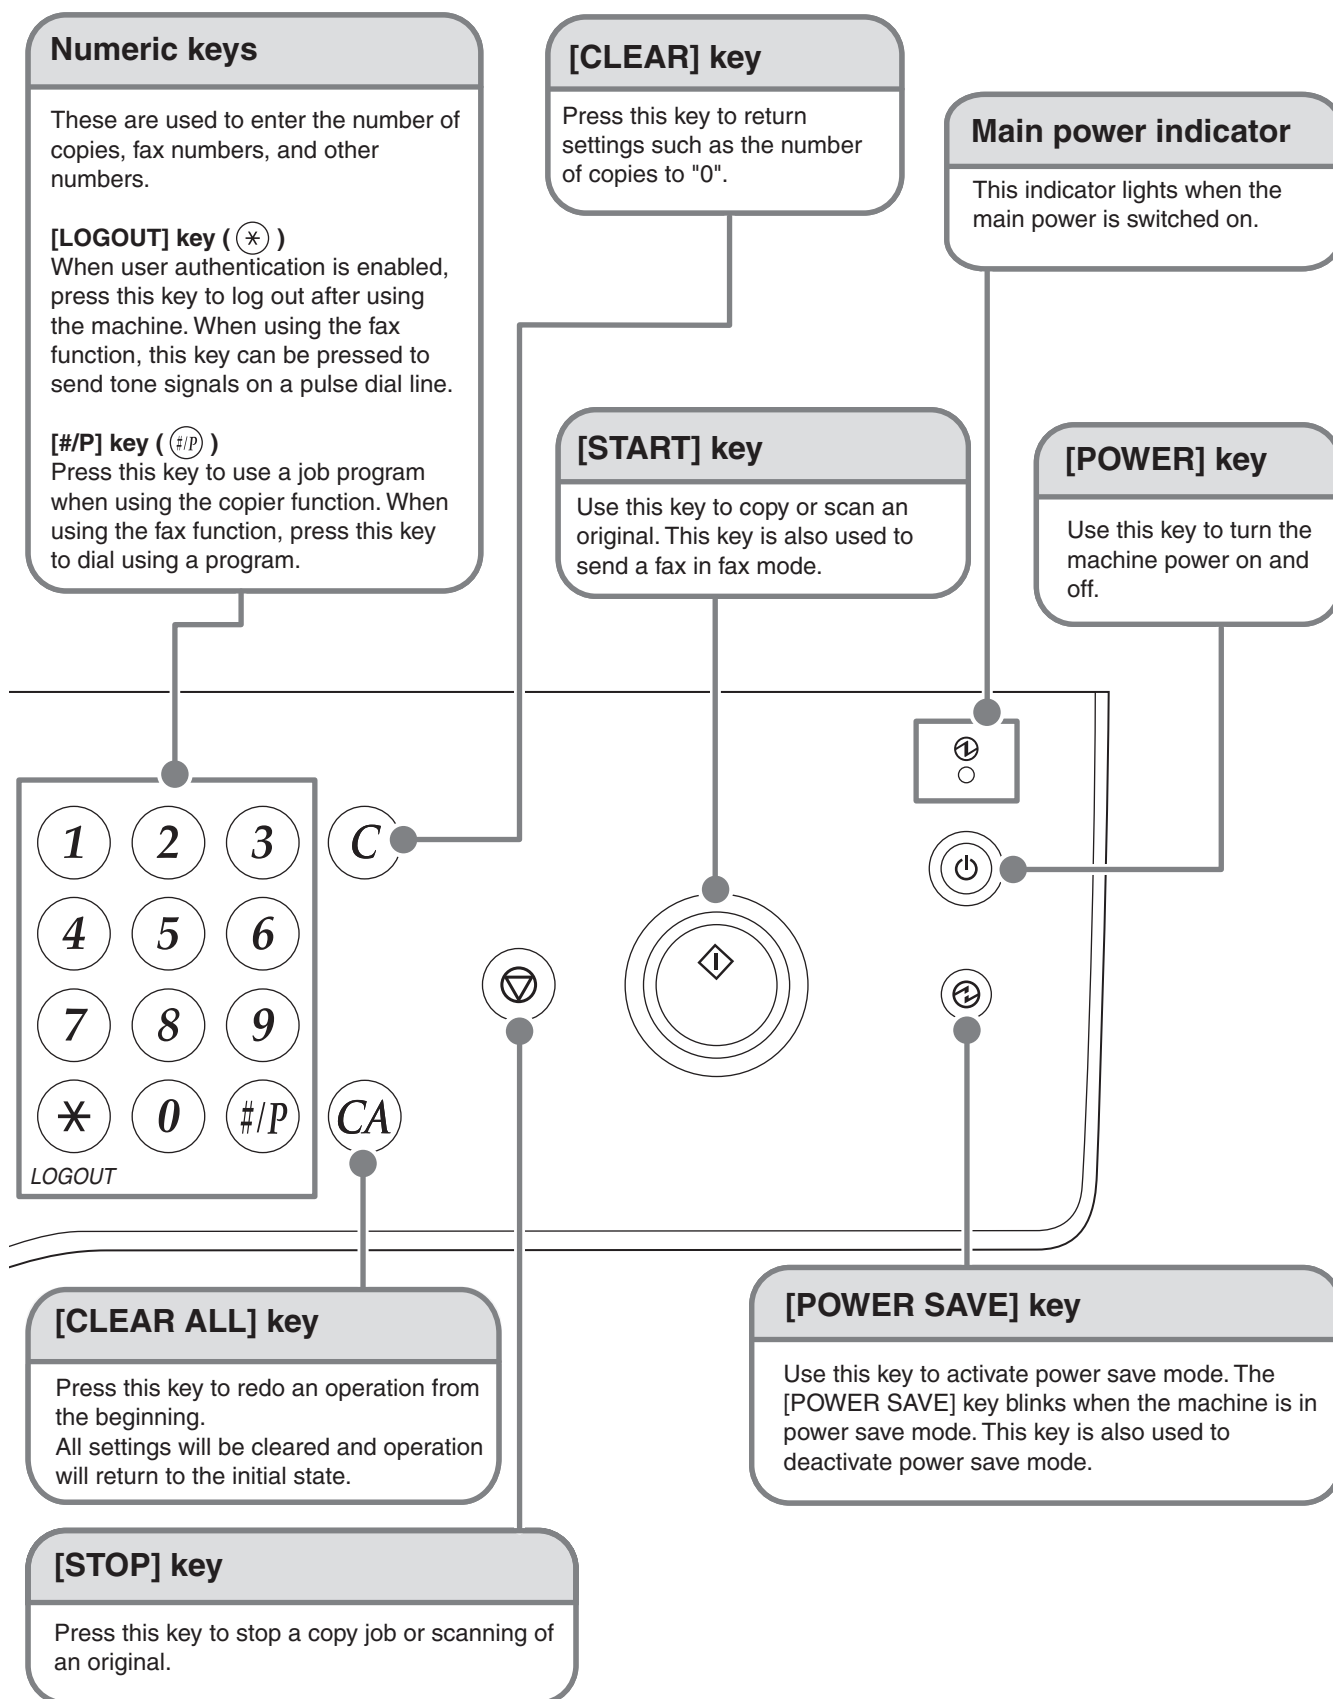 Numeric keys
These are used to enter the number of
copies, fax numbers, and other
numbers.
[LOGOUT] key ( * )
When user authentication is enabled,
press this key to log out after using
the machine. When using the fax
function, this key can be pressed to
send tone signals on a pulse dial line.
[#/P] key ( #/P )
Press this key to use a job program
when using the copier function. When
using the fax function, press this key
to dial using a program.
[CLEAR] key
Press this key to return
settings such as the number
of copies to "0".
Main power indicator
This indicator lights when the
main power is switched on.
[START] key
Use this key to copy or scan an
original. This key is also used to
send a fax in fax mode.
[POWER] key
Use this key to turn the
machine power on and
off.
1 2 3 C
4 5 6
7 8 9
* 0 #/P CA
LOGOUT
[CLEAR ALL] key
Press this key to redo an operation from
the beginning.
All settings will be cleared and operation
will return to the initial state.
[POWER SAVE] key
Use this key to activate power save mode. The
[POWER SAVE] key blinks when the machine is in
power save mode. This key is also used to
deactivate power save mode.
[STOP] key
Press this key to stop a copy job or scanning of
an original.